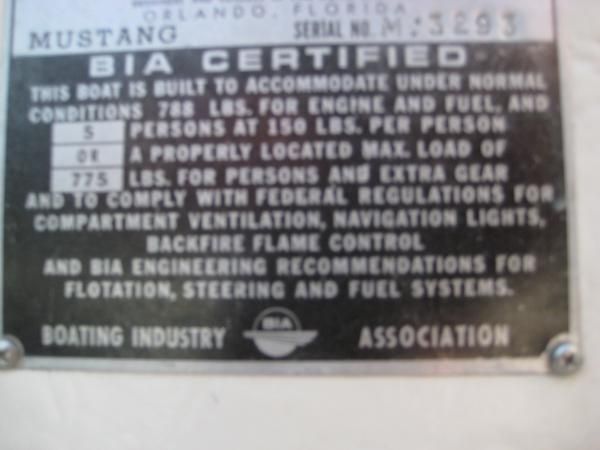 ORLANDO, FLORIDA
MUSTANG SERIAL NO. M:3293
BIA CERTIFIED
THIS BOAT IS BUILT TO ACCOMMODATE UNDER NORMAL
CONDITIONS 788 LBS. FOR ENGINE AND FUEL, AND
5 PERSONS AT 150 LBS. PER PERSON
OR A PROPERLY LOCATED MAX. LOAD OF
775 LBS. FOR PERSONS AND EXTRA GEAR
AND TO COMPLY WITH FEDERAL REGULATIONS FOR
COMPARTMENT VENTILATION, NAVIGATION LIGHTS,
BACKFIRE FLAME CONTROL
AND BIA ENGINEERING RECOMMENDATIONS FOR
FLOTATION, STEERING AND FUEL SYSTEMS.
BOATING INDUSTRY BIA ASSOCIATION